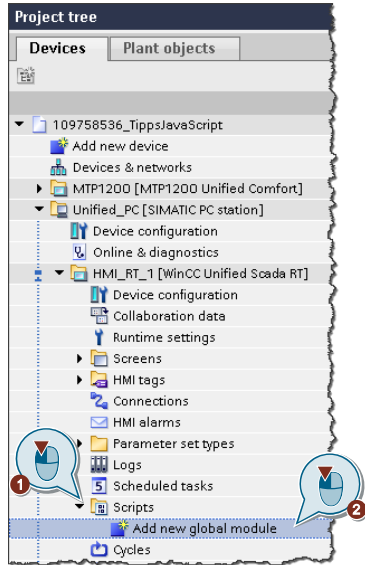 Project tree
Devices
Plant objects
109758536_TippsJavaScript
Add new device
Devices & networks
MTP1200 [MTP1200 Unified Comfort]
Unified_PC [SIMATIC PC station]
Device configuration
Online & diagnostics
HMI_RT_1 [WinCC Unified Scada RT]
Device configuration
Collaboration data
Runtime settings
Screens
HMI tags
Connections
HMI alarms
Parameter set types
Logs
1
5 Scheduled tasks
Scripts
2
Add new global module
Cycles